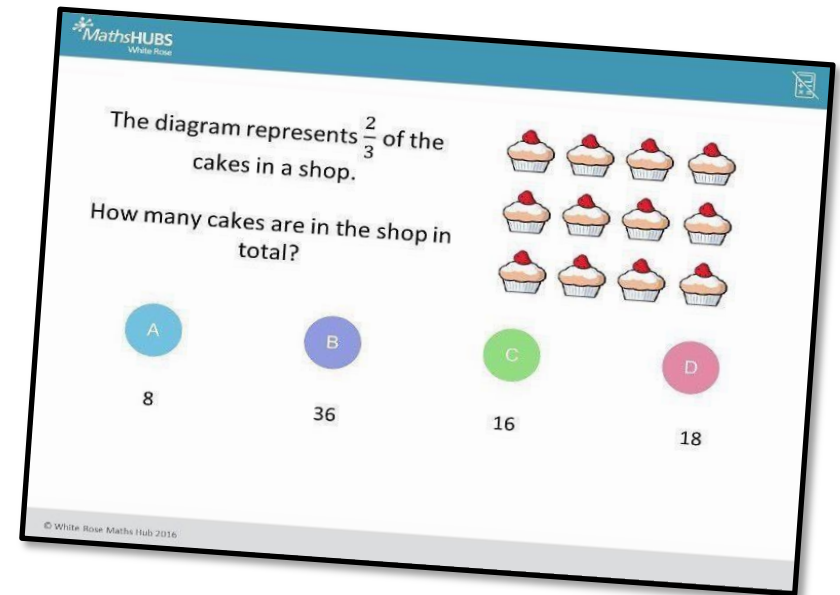 MathsHUBS
White Rose
The diagram represents 2/3 of the
cakes in a shop.
How many cakes are in the shop in
total?
A
B
C
D
8
36
16
18
© White Rose Maths Hub 2016